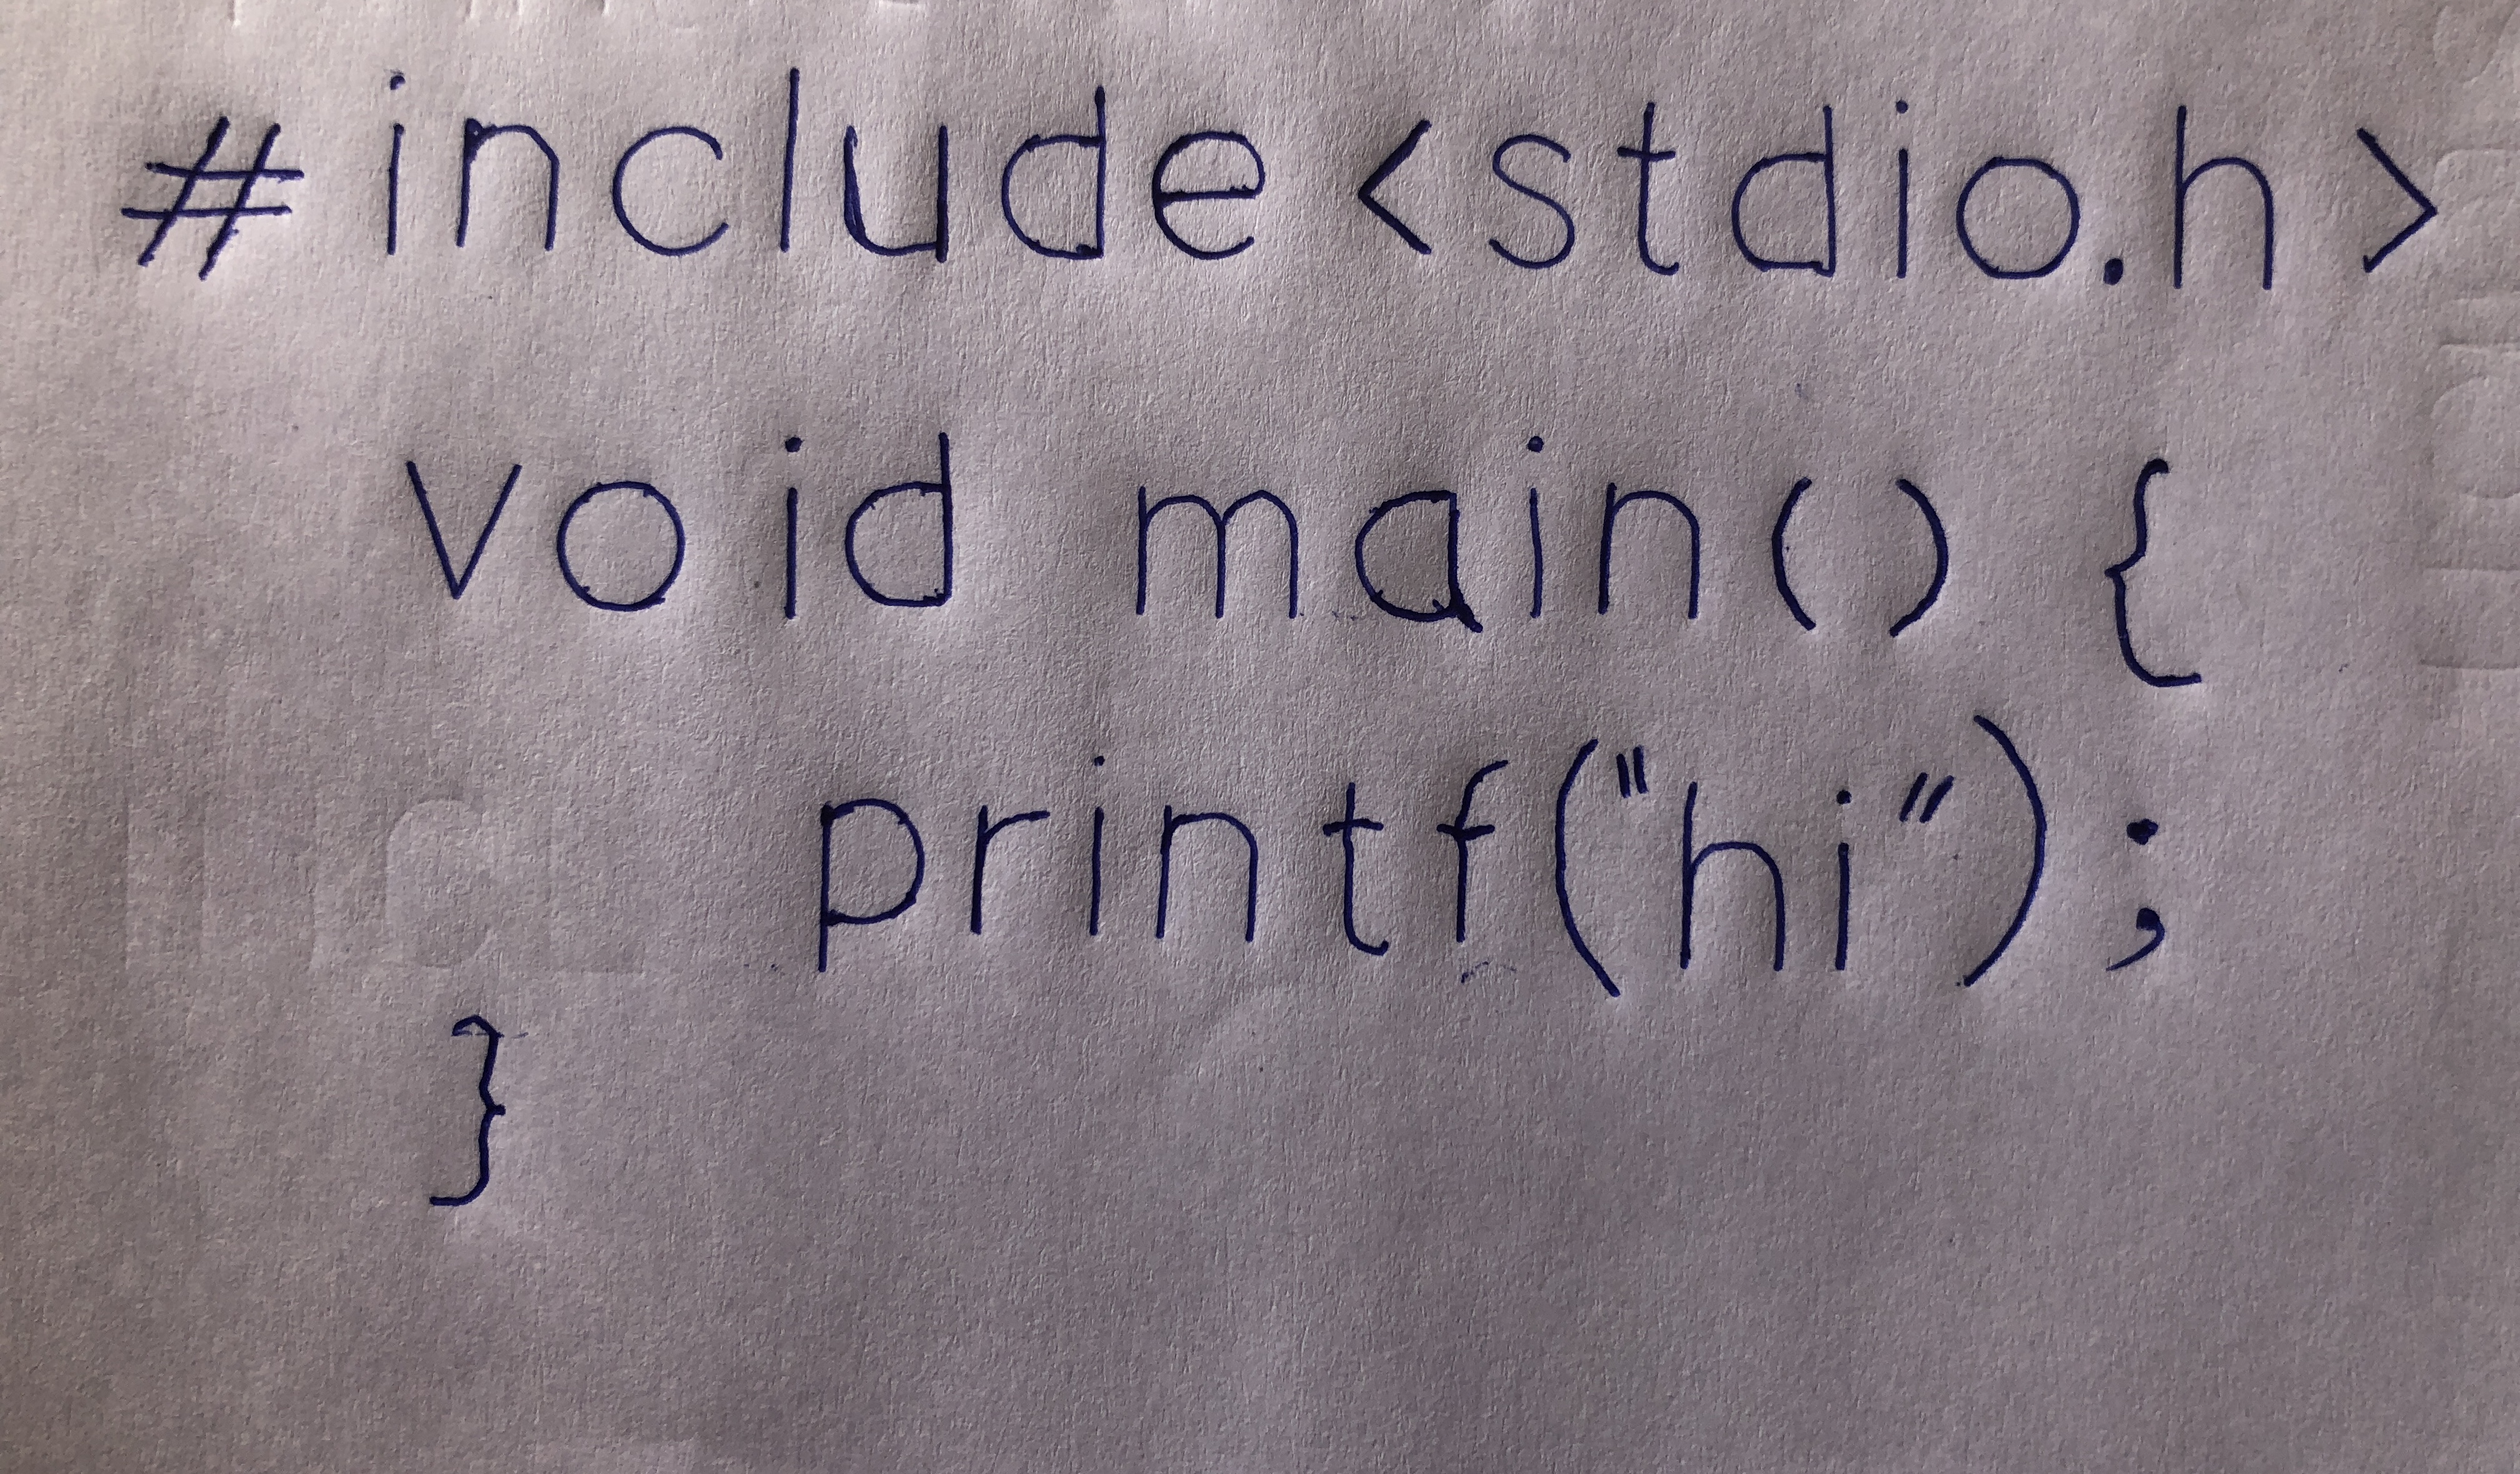 #include<stdio.h>
void main() {
printf("hi");
}